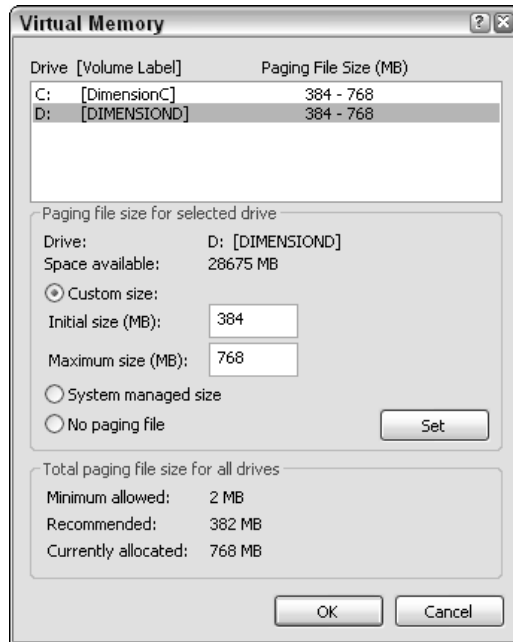 Virtual Memory
Drive [Volume Label] Paging File Size (MB)
C: [DimensionC] 384 - 768
D: [DIMENSIOND] 384 - 768
Paging file size for selected drive
Drive: D: [DIMENSIOND]
Space available: 28675 MB
Custom size:
Initial size (MB): 384
Maximum size (MB): 768
System managed size
No paging file
Set
Total paging file size for all drives
Minimum allowed: 2 MB
Recommended: 382 MB
Currently allocated: 768 MB
OK Cancel